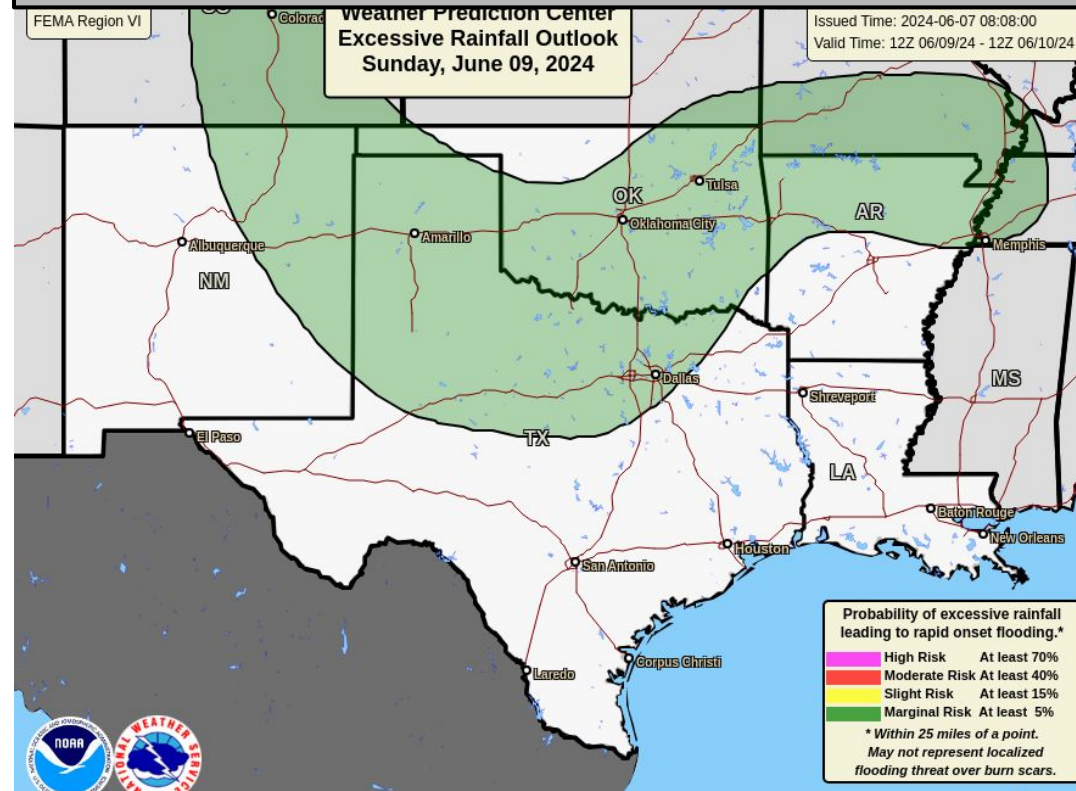 FEMA Region VI
Weather Prediction Center
Excessive Rainfall Outlook
Sunday, June 09, 2024
Issued Time: 2024-06-07 08:08:00
Valid Time: 12Z 06/09/24 - 12Z 06/10/24
Colorad
Tulsa
OK
Oklahoma City
AR
Amarillo
Albuquerque
Memphis
NM
Dallas
MS
Shreveport
El Paso
TX
LA
Baton Rouge
New Orleans
Houston
San Antonio
Corpus Christi
Laredo
Probability of excessive rainfall
leading to rapid onset flooding.*
High Risk At least 70%
Moderate Risk At least 40%
Slight Risk At least 15%
Marginal Risk At least 5%
* Within 25 miles of a point.
May not represent localized
flooding threat over burn scars.
NOAA
NATIONAL WEATHER SERVICE